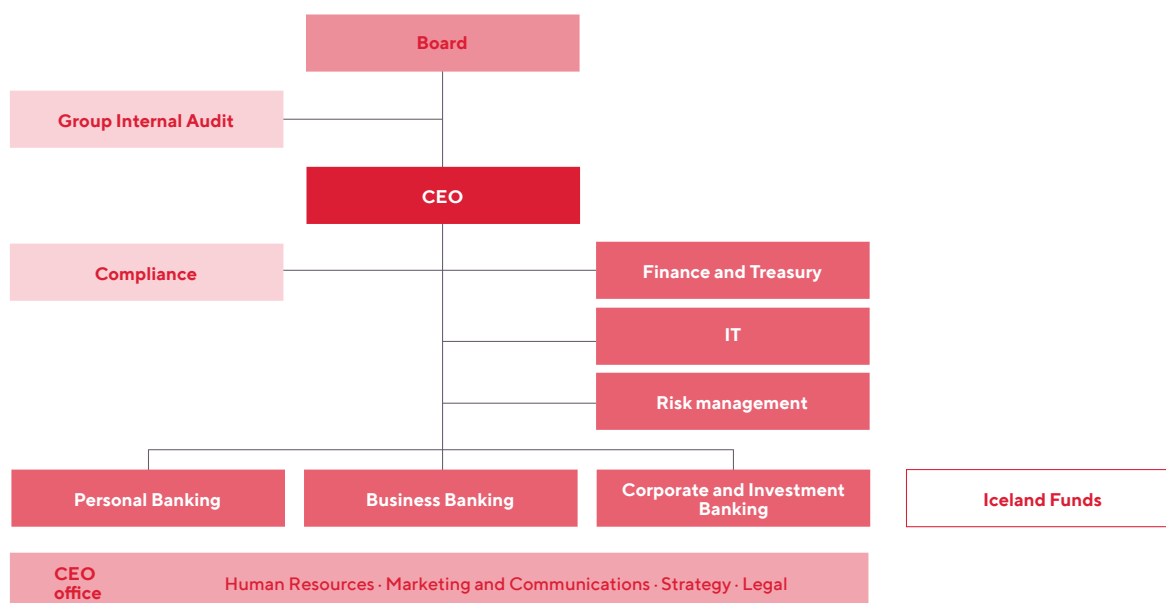 Board
Group Internal Audit
CEO
Compliance
Finance and Treasury
IT
Risk management
Personal Banking
Business Banking
Corporate and Investment
Banking
Iceland Funds
CEO
office
Human Resources · Marketing and Communications · Strategy · Legal